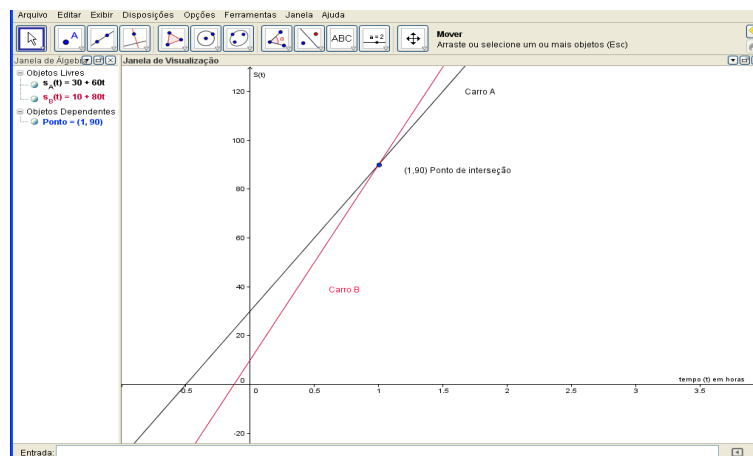 Arquivo Editar Exibir Disposições Opções Ferramentas Janela Ajuda
A
α
ABC
a = 2
Mover
Arraste ou selecione um ou mais objetos (Esc)
Janela de Álgebra
Janela de Visualização
Objetos Livres
s_A(t) = 30 + 60t
s_B(t) = 10 + 80t
Objetos Dependentes
Ponto = (1, 90)
S(t)
120
100
80
60
40
20
0
-20
-0.5
0
0.5
1
1.5
2
2.5
3
3.5
Carro A
(1,90) Ponto de interseção
Carro B
tempo (t) em horas
Entrada: